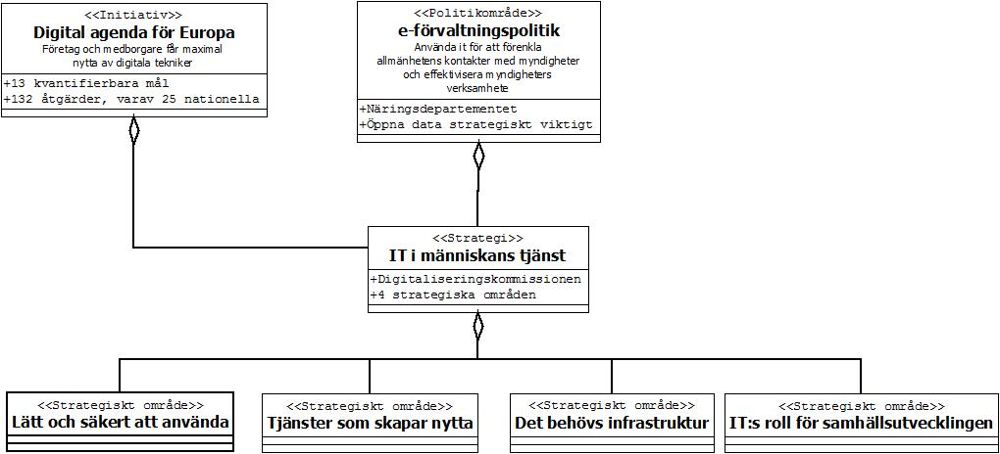 <<Initiativ>>
Digital agenda för Europa
Företag och medborgare får maximal
nytta av digitala tekniker
+13 kvantifierbara mål
+132 åtgärder, varav 25 nationella
<<Politikområde>>
e-förvaltningspolitik
Använda it för att förenkla
allmänhetens kontakter med myndigheter
och effektivisera myndigheters
verksamhete
+Näringsdepartementet
+Öppna data strategiskt viktigt
<<Strategi>>
IT i människans tjänst
+Digitaliseringskommissionen
+4 strategiska områden
<<Strategiskt område>>
Lätt och säkert att använda
<<Strategiskt område>>
Tjänster som skapar nytta
<<Strategiskt område>>
Det behövs infrastruktur
<<Strategiskt område>>
IT:s roll för samhällsutvecklingen